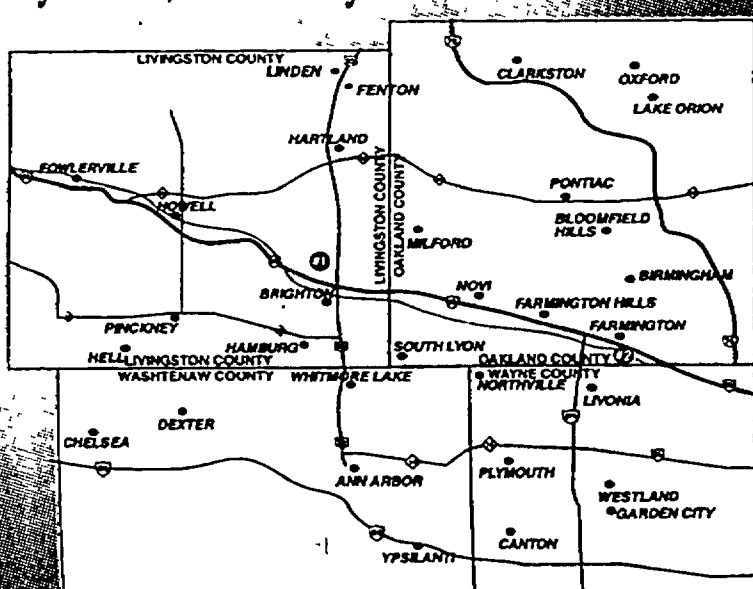 LIVINGSTON COUNTY
LINDEN
FENTON
CLARKSTON
OXFORD
LAKE ORION
HARTLAND
FOWLERVILLE
HOWELL
LIVINGSTON COUNTY
OAKLAND COUNTY
PONTIAC
BLOOMFIELD
HILLS
MILFORD
1
BIRMINGHAM
NOVI
BRIGHTON
FARMINGTON HILLS
PINCKNEY
HAMBURG
FARMINGTON
HELL
LIVINGSTON COUNTY
SOUTH LYON
OAKLAND COUNTY
2
WASHTENAW COUNTY
WHITMORE LAKE
WAYNE COUNTY
NORTHVILLE
LIVONIA
DEXTER
CHELSEA
ANN ARBOR
PLYMOUTH
WESTLAND
GARDEN CITY
YPSILANTI
CANTON